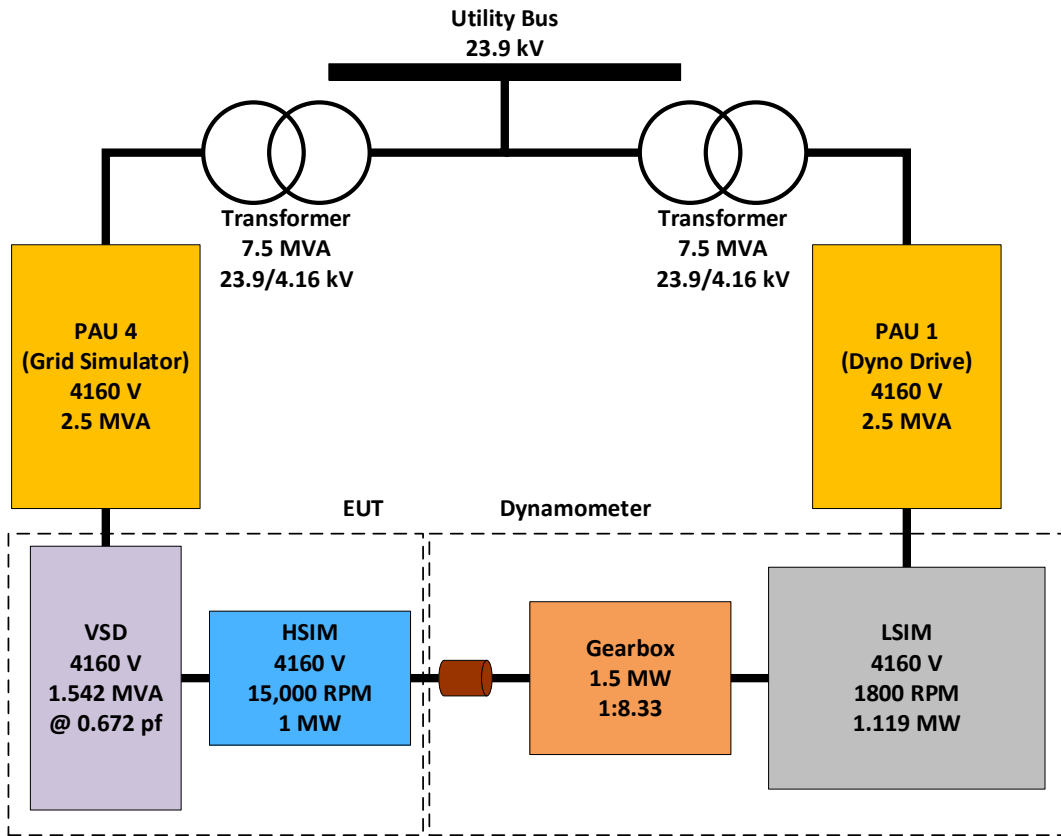 Utility Bus
23.9 kV
Transformer
7.5 MVA
23.9/4.16 kV
Transformer
7.5 MVA
23.9/4.16 kV
PAU 4
(Grid Simulator)
4160 V
2.5 MVA
PAU 1
(Dyno Drive)
4160 V
2.5 MVA
EUT
Dynamometer
VSD
4160 V
1.542 MVA
@ 0.672 pf
HSIM
4160 V
15,000 RPM
1 MW
Gearbox
1.5 MW
1:8.33
LSIM
4160 V
1800 RPM
1.119 MW